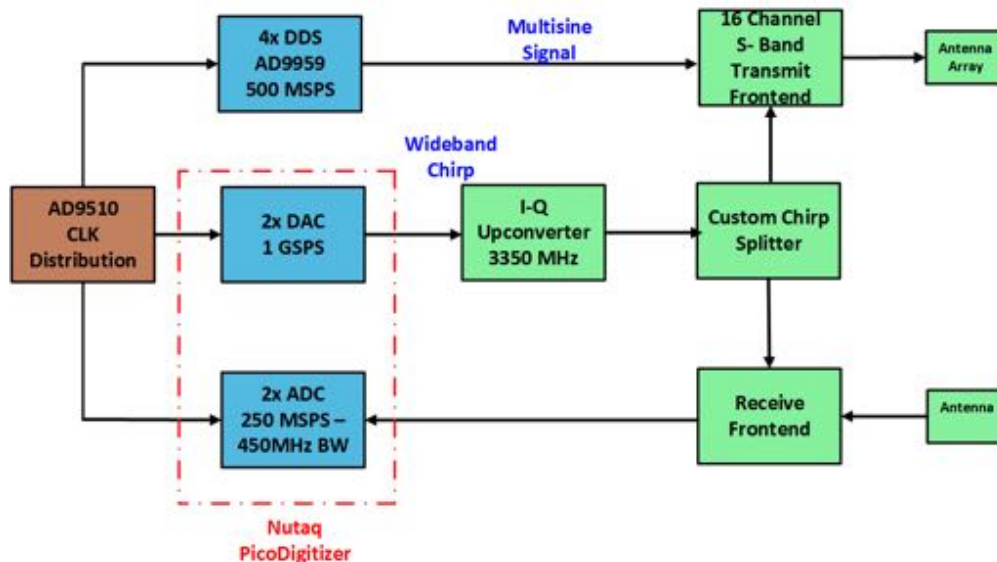 4x DDS
AD9959
500 MSPS
Multisine
Signal
16 Channel
S- Band
Transmit
Frontend
Antenna
Array
Wideband
Chirp
AD9510
CLK
Distribution
2x DAC
1 GSPS
I-Q
Upconverter
3350 MHz
Custom Chirp
Splitter
2x ADC
250 MSPS –
450MHz BW
Receive
Frontend
Antenna
Nutaq
PicoDigitizer